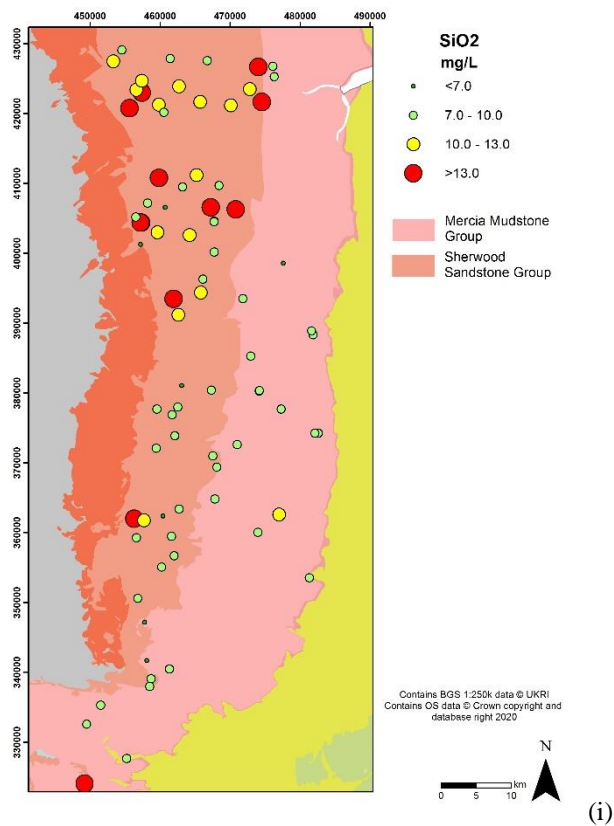 450000 460000 470000 480000 490000
430000
420000
410000
400000
390000
380000
370000
360000
350000
340000
330000
SiO2
mg/L
<7.0
7.0 - 10.0
10.0 - 13.0
>13.0
Mercia Mudstone
Group
Sherwood
Sandstone Group
Contains BGS 1:250k data © UKRI
Contains OS data © Crown copyright and
database right 2020
N
km
0 5 10
(i)